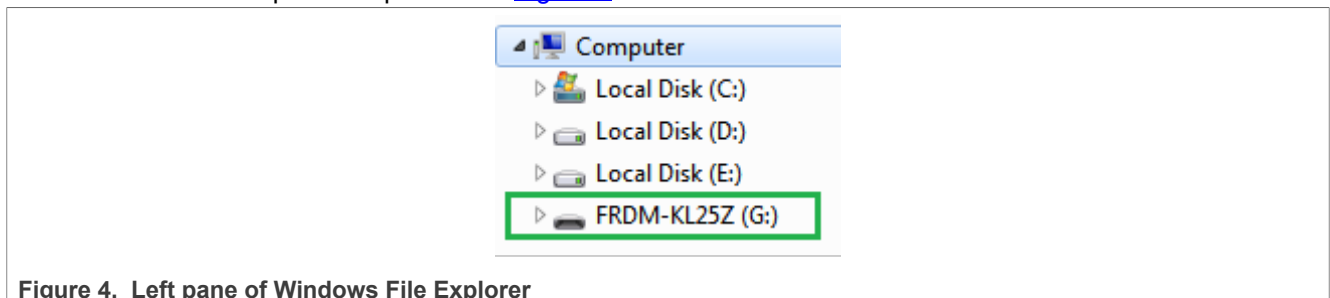 Computer
Local Disk (C:)
Local Disk (D:)
Local Disk (E:)
FRDM-KL25Z (G:)
Figure 4. Left pane of Windows File Explorer